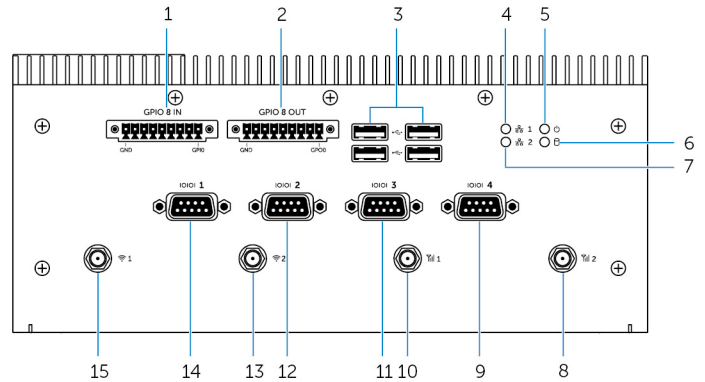 1 2 3 4 5
GPIO 8 IN GPIO 8 OUT
1
GND GPI0 GND GPO0
2 6
7
IOIOI 1 IOIOI 2 IOIOI 3 IOIOI 4
1 2 1 2
15 14 13 12 11 10 9 8